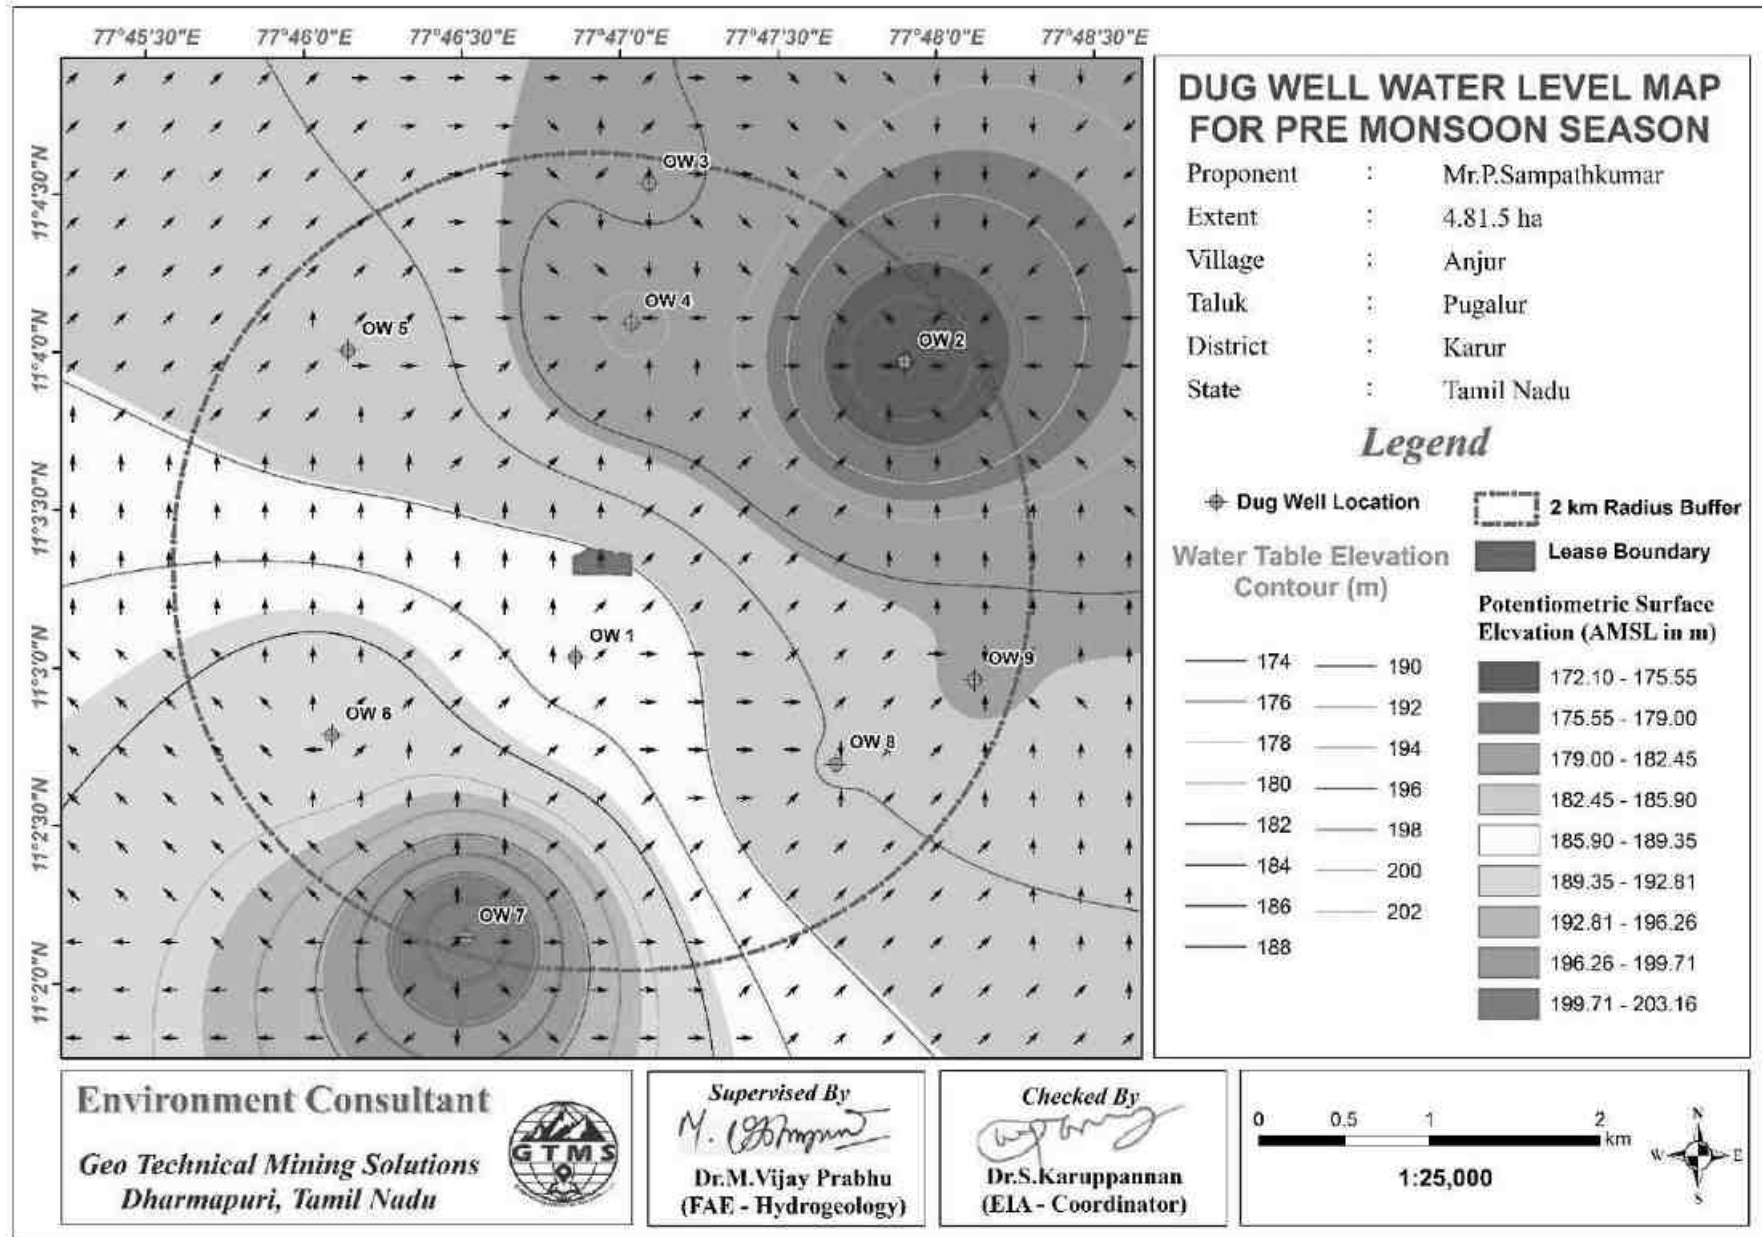 77°45'30"E 77°46'0"E 77°46'30"E 77°47'0"E 77°47'30"E 77°48'0"E 77°48'30"E
11°4'30"N
11°4'0"N
11°3'30"N
11°3'0"N
11°2'30"N
11°2'0"N
OW 3
OW 4
OW 5
OW 2
OW 1
OW 9
OW 6
OW 8
OW 7
DUG WELL WATER LEVEL MAP
FOR PRE MONSOON SEASON
Proponent : Mr.P.Sampathkumar
Extent : 4.81.5 ha
Village : Anjur
Taluk : Pugalur
District : Karur
State : Tamil Nadu
Legend
Dug Well Location
2 km Radius Buffer
Lease Boundary
Water Table Elevation
Contour (m)
174
176
178
180
182
184
186
188
190
192
194
196
198
200
202
Potentiometric Surface
Elevation (AMSL in m)
172.10 - 175.55
175.55 - 179.00
179.00 - 182.45
182.45 - 185.90
185.90 - 189.35
189.35 - 192.81
192.81 - 196.26
196.26 - 199.71
199.71 - 203.16
Environment Consultant
Geo Technical Mining Solutions
Dharmapuri, Tamil Nadu
GTMS
Supervised By
Dr.M.Vijay Prabhu
(FAE - Hydrogeology)
Checked By
Dr.S.Karuppannan
(EIA - Coordinator)
0 0.5 1 2
km
1:25,000
N
W E
S